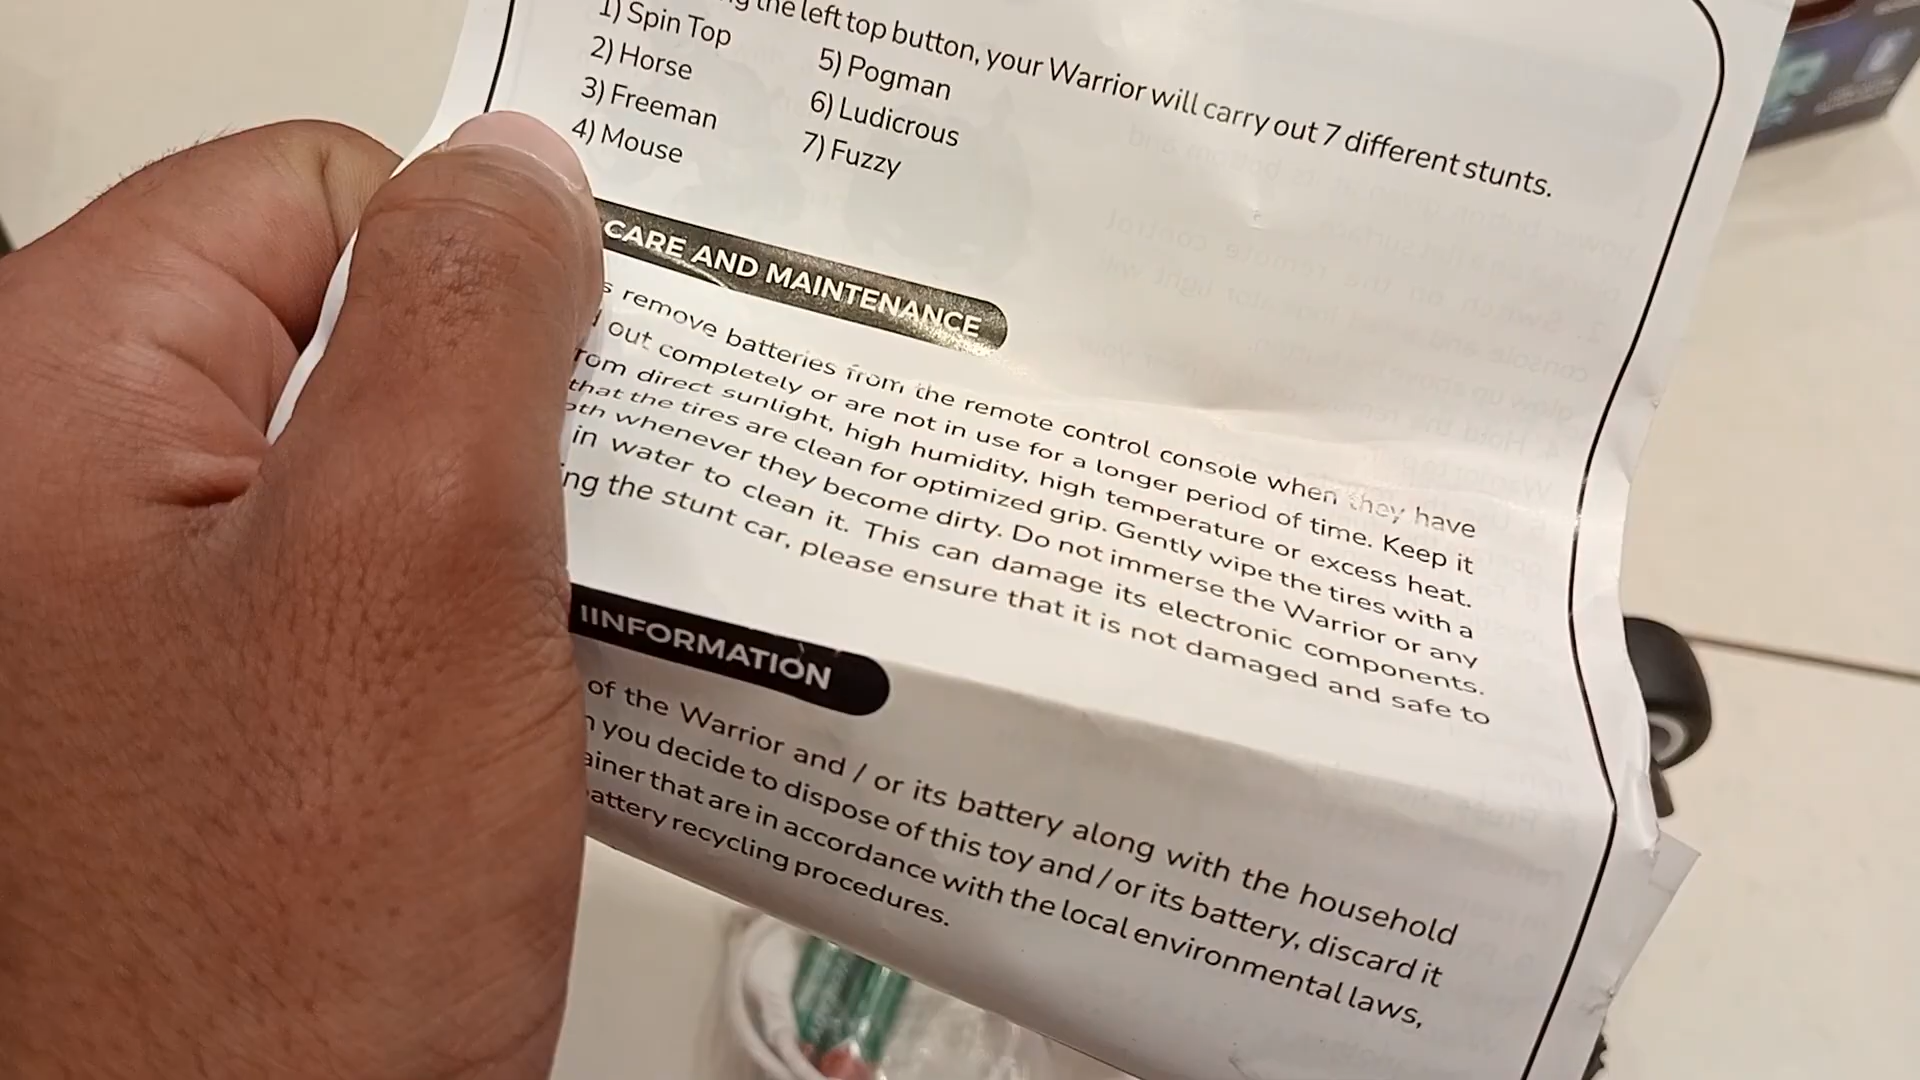 the left top button, your Warrior will carry out 7 different stunts.
1) Spin Top
2) Horse
3) Freeman
4) Mouse
5) Pogman
6) Ludicrous
7) Fuzzy
CARE AND MAINTENANCE
remove batteries from the remote control console when they have
out completely or are not in use for a longer period of time. Keep it
from direct sunlight, high humidity, high temperature or excess heat.
that the tires are clean for optimized grip. Gently wipe the tires with a
whenever they become dirty. Do not immerse the Warrior or any
in water to clean it. This can damage its electronic components.
the stunt car, please ensure that it is not damaged and safe to
IINFORMATION
of the Warrior and / or its battery along with the household
you decide to dispose of this toy and / or its battery, discard it
that are in accordance with the local environmental laws,
battery recycling procedures.